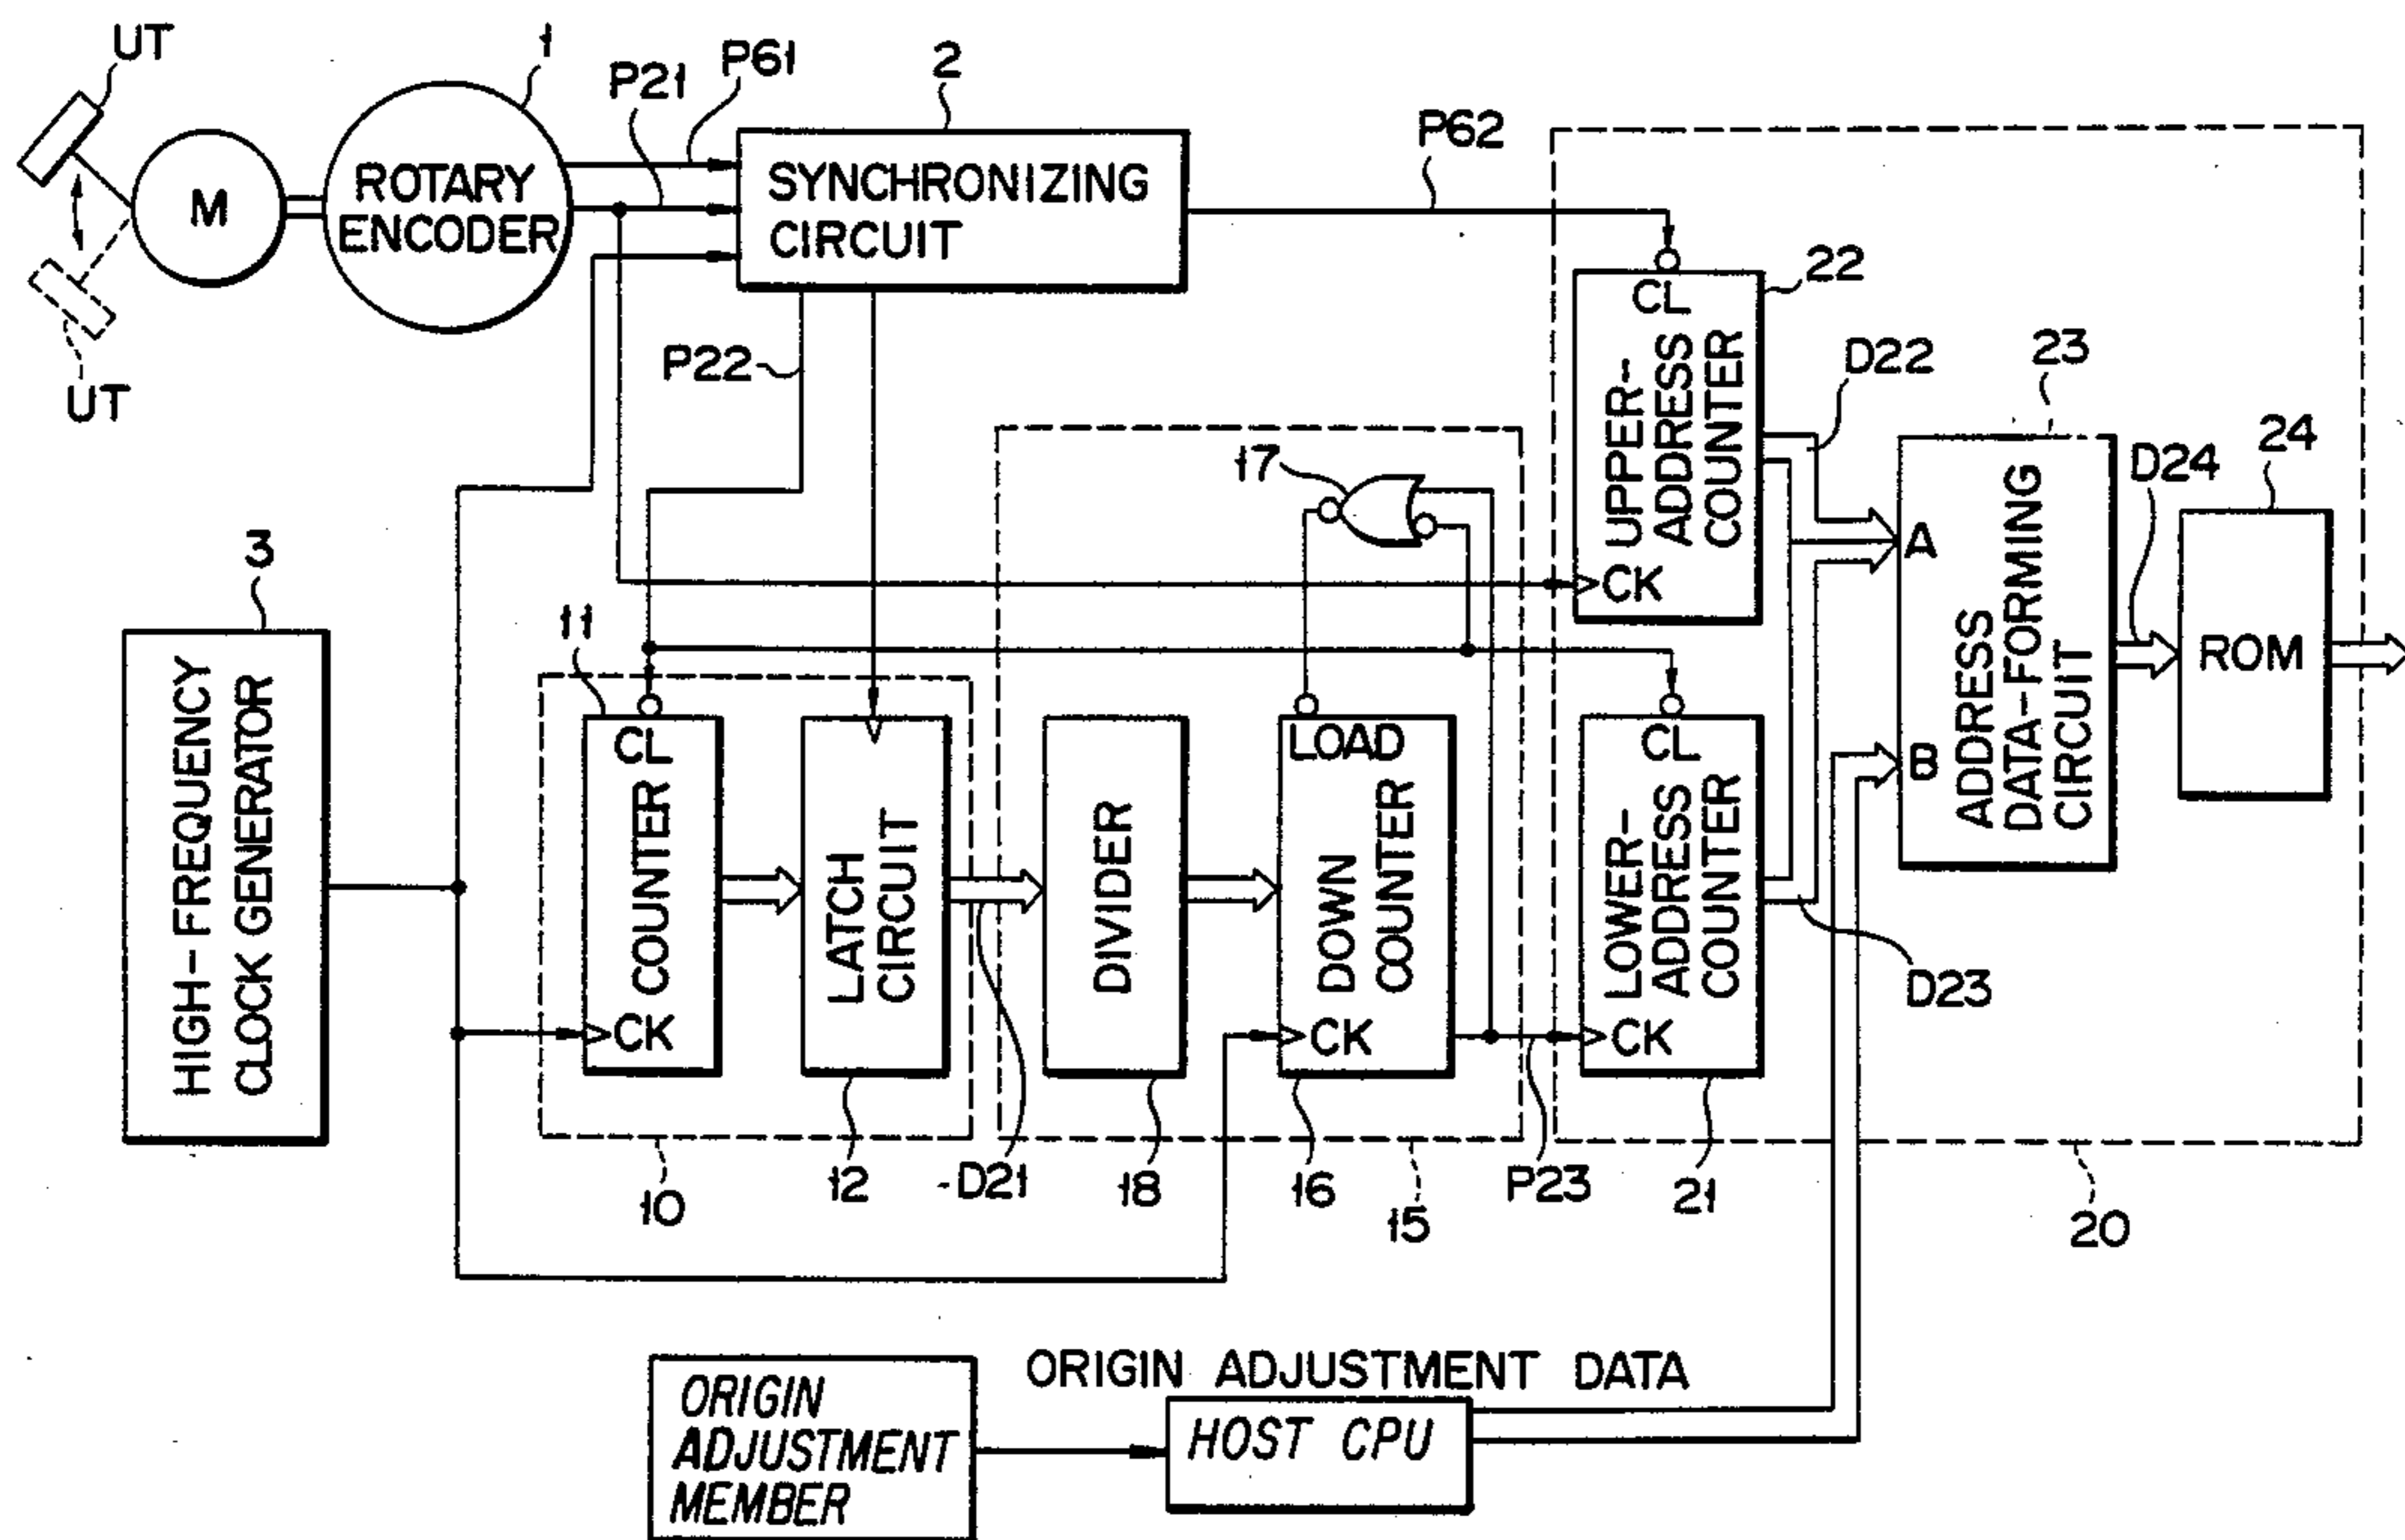 UT
1
P21
P61
2
P62
M
ROTARY
ENCODER
SYNCHRONIZING
CIRCUIT
UT
P22
CL
22
UPPER-
ADDRESS
COUNTER
CK
D22
23
24
17
3
HIGH-FREQUENCY
CLOCK GENERATOR
11
CL
COUNTER
CK
LATCH
CIRCUIT
DIVIDER
LOAD
DOWN
COUNTER
CK
CL
LOWER-
ADDRESS
COUNTER
CK
A
B
ADDRESS
DATA-FORMING
CIRCUIT
D24
ROM
D23
10
12
D21
18
16
15
P23
21
20
ORIGIN ADJUSTMENT DATA
ORIGIN
ADJUSTMENT
MEMBER
HOST CPU